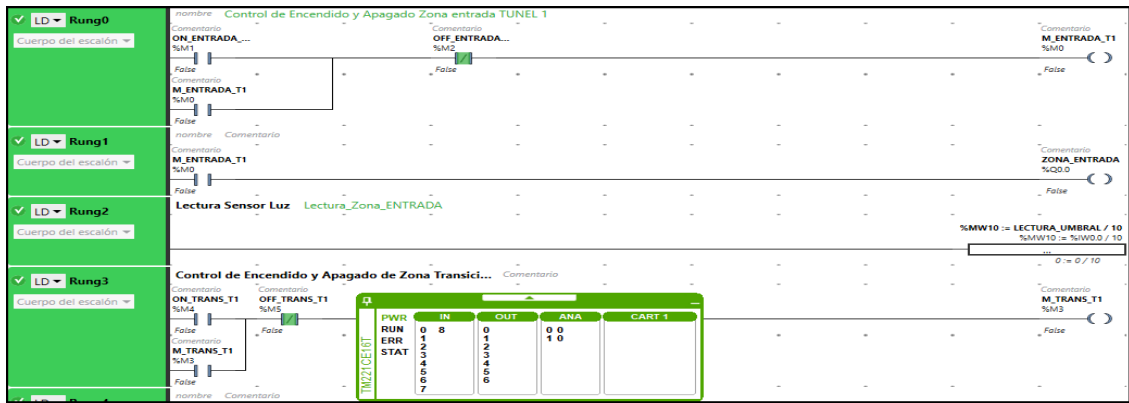 LD Rung0
Cuerpo del escalón
nombre Control de Encendido y Apagado Zona entrada TUNEL 1
Comentario Comentario Comentario
ON_ENTRADA_... OFF_ENTRADA... M_ENTRADA_T1
%M1 %M2 %M0
False False False
Comentario
M_ENTRADA_T1
%M0
False
LD Rung1
Cuerpo del escalón
nombre Comentario
Comentario Comentario
M_ENTRADA_T1 ZONA_ENTRADA
%M0 %Q0.0
False False
LD Rung2
Cuerpo del escalón
Lectura Sensor Luz Lectura_Zona_ENTRADA
%MW10 := LECTURA_UMBRAL / 10
%MW10 := %IW0.0 / 10
...
0 := 0 / 10
LD Rung3
Cuerpo del escalón
Control de Encendido y Apagado de Zona Transici... Comentario
Comentario Comentario Comentario
ON_TRANS_T1 OFF_TRANS_T1 M_TRANS_T1
%M4 %M5 %M3
False False False
Comentario
M_TRANS_T1
%M3
False
TM221CE16T
PWR IN OUT ANA CART 1
RUN 0 8 0 0 0
ERR 1 1 1 0
STAT 2 2
3 3
4 4
5 5
6 6
7
nombre Comentario